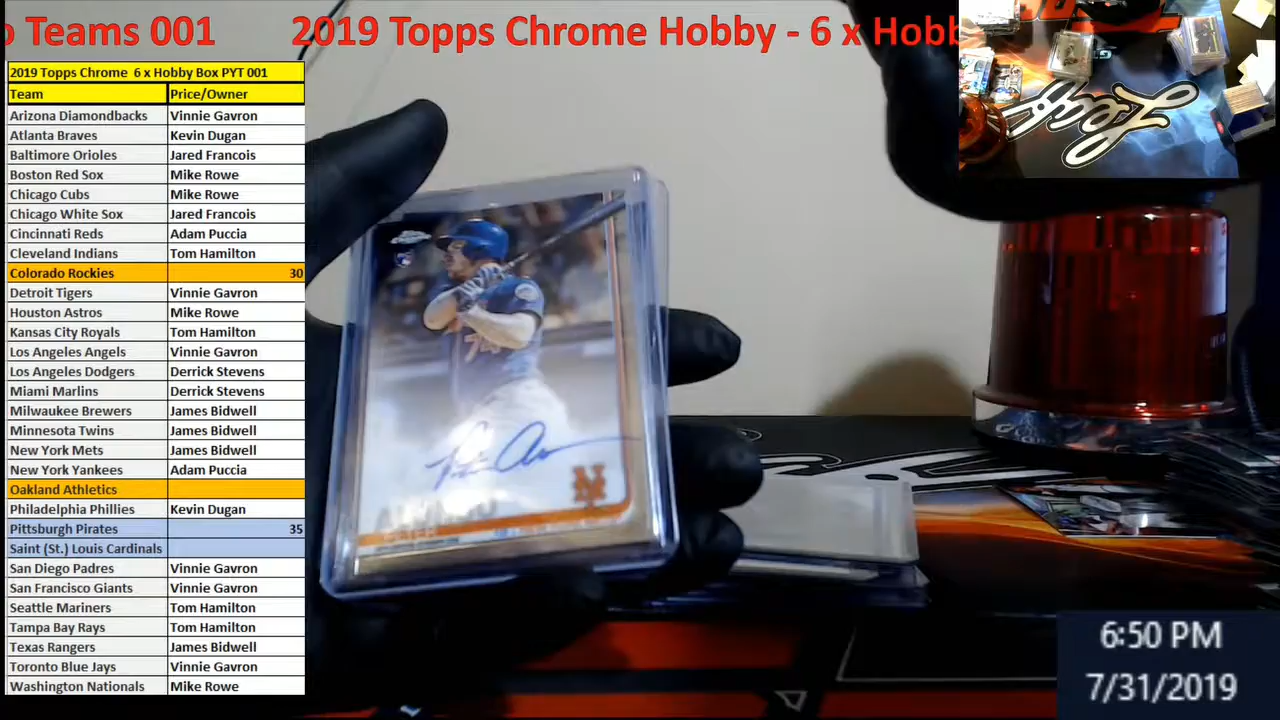 o Teams 001 2019 Topps Chrome Hobby - 6 x Hobb
2019 Topps Chrome 6 x Hobby Box PYT 001
Team Price/Owner
Arizona Diamondbacks Vinnie Gavron
Atlanta Braves Kevin Dugan
Baltimore Orioles Jared Francois
Boston Red Sox Mike Rowe
Chicago Cubs Mike Rowe
Chicago White Sox Jared Francois
Cincinnati Reds Adam Puccia
Cleveland Indians Tom Hamilton
Colorado Rockies 30
Detroit Tigers Vinnie Gavron
Houston Astros Mike Rowe
Kansas City Royals Tom Hamilton
Los Angeles Angels Vinnie Gavron
Los Angeles Dodgers Derrick Stevens
Miami Marlins Derrick Stevens
Milwaukee Brewers James Bidwell
Minnesota Twins James Bidwell
New York Mets James Bidwell
New York Yankees Adam Puccia
Oakland Athletics
Philadelphia Phillies Kevin Dugan
Pittsburgh Pirates 35
Saint (St.) Louis Cardinals
San Diego Padres Vinnie Gavron
San Francisco Giants Vinnie Gavron
Seattle Mariners Tom Hamilton
Tampa Bay Rays Tom Hamilton
Texas Rangers James Bidwell
Toronto Blue Jays Vinnie Gavron
Washington Nationals Mike Rowe
Leaf
74
6:50 PM
7/31/2019